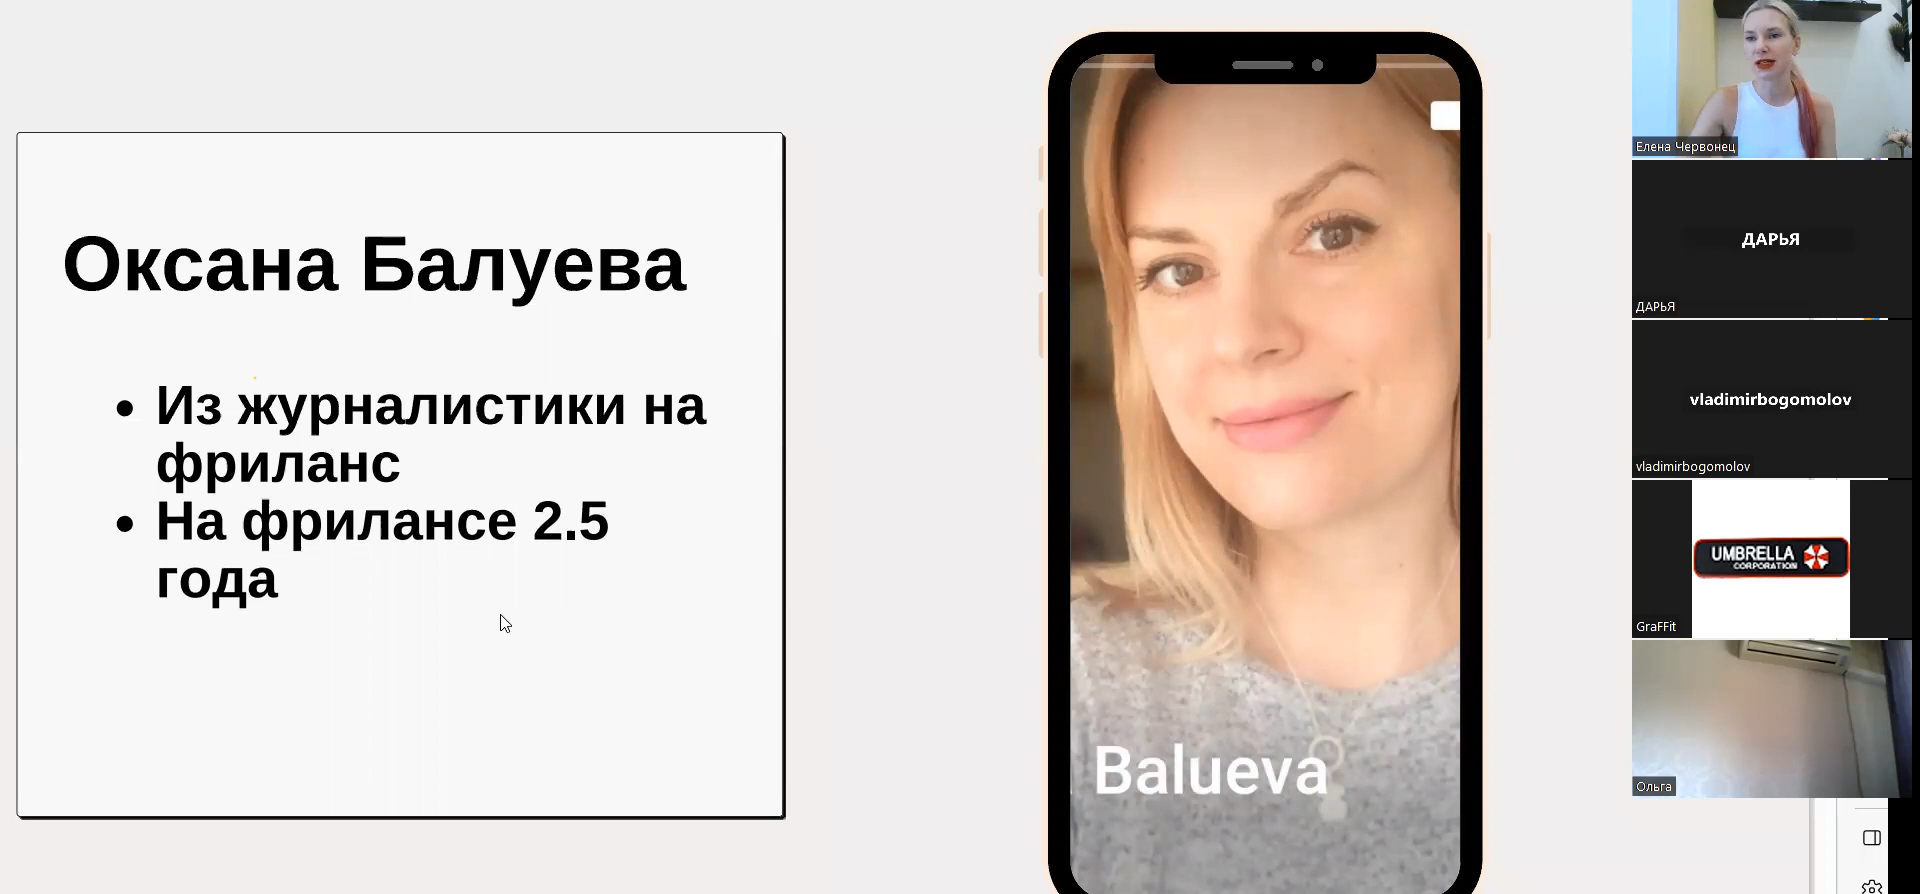 Оксана Балуева
Из журналистики на
фриланс
На фрилансе 2.5
года
Balueva
Елена Червонец
ДАРЬЯ
ДАРЬЯ
vladimirbogomolov
vladimirbogomolov
UMBRELLA
CORPORATION
GraFFit
Ольга